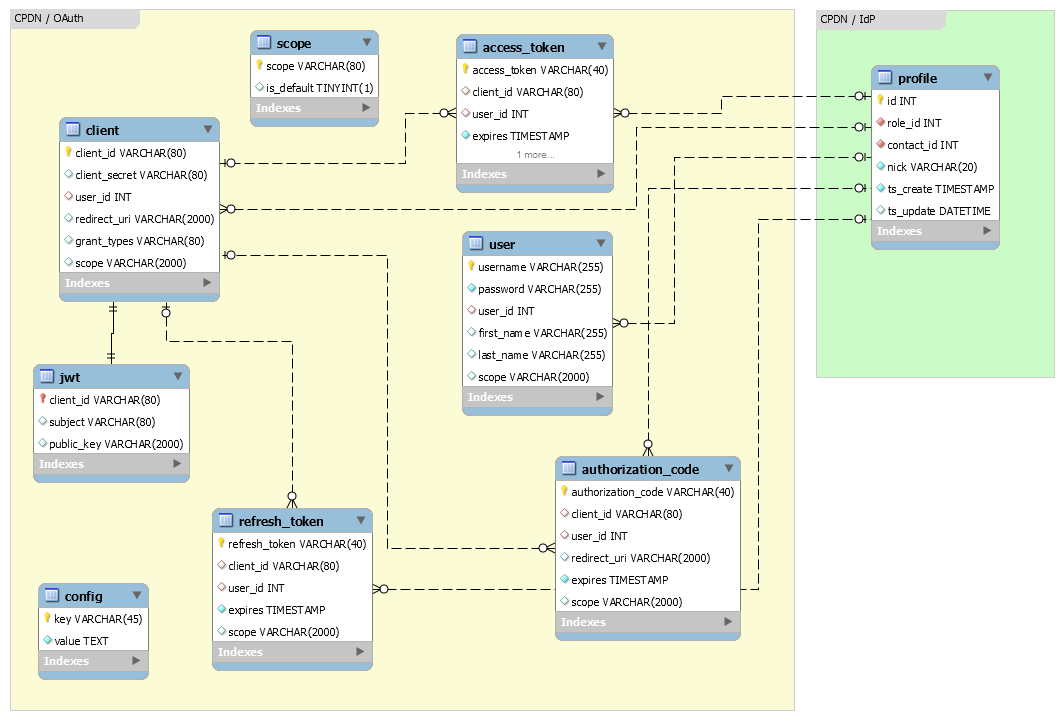 CPDN / OAuth
scope
scope VARCHAR(80)
is_default TINYINT(1)
Indexes
access_token
access_token VARCHAR(40)
client_id VARCHAR(80)
user_id INT
expires TIMESTAMP
1 more...
Indexes
client
client_id VARCHAR(80)
client_secret VARCHAR(80)
user_id INT
redirect_uri VARCHAR(2000)
grant_types VARCHAR(80)
scope VARCHAR(2000)
Indexes
user
username VARCHAR(255)
password VARCHAR(255)
user_id INT
first_name VARCHAR(255)
last_name VARCHAR(255)
scope VARCHAR(2000)
Indexes
jwt
client_id VARCHAR(80)
subject VARCHAR(80)
public_key VARCHAR(2000)
Indexes
authorization_code
authorization_code VARCHAR(40)
client_id VARCHAR(80)
user_id INT
redirect_uri VARCHAR(2000)
expires TIMESTAMP
scope VARCHAR(2000)
Indexes
refresh_token
refresh_token VARCHAR(40)
client_id VARCHAR(80)
user_id INT
expires TIMESTAMP
scope VARCHAR(2000)
Indexes
config
key VARCHAR(45)
value TEXT
Indexes
CPDN / IdP
profile
id INT
role_id INT
contact_id INT
nick VARCHAR(20)
ts_create TIMESTAMP
ts_update DATETIME
Indexes